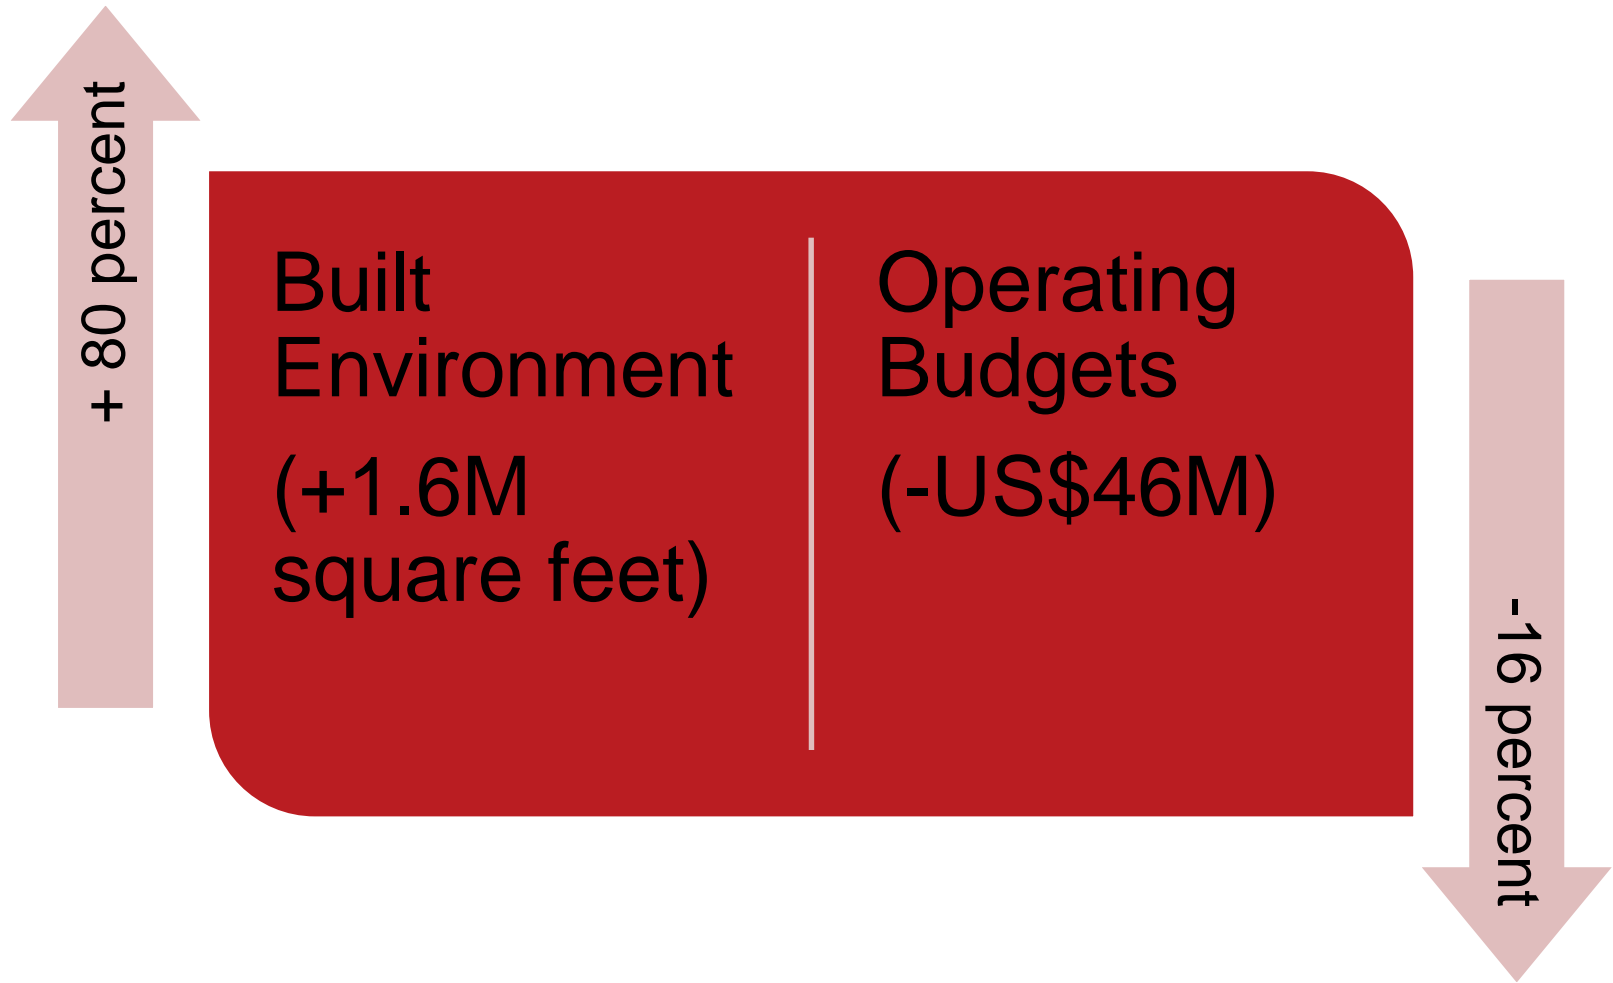 + 80 percent
Built
Environment
(+1.6M
square feet)
Operating
Budgets
(-US$46M)
-16 percent